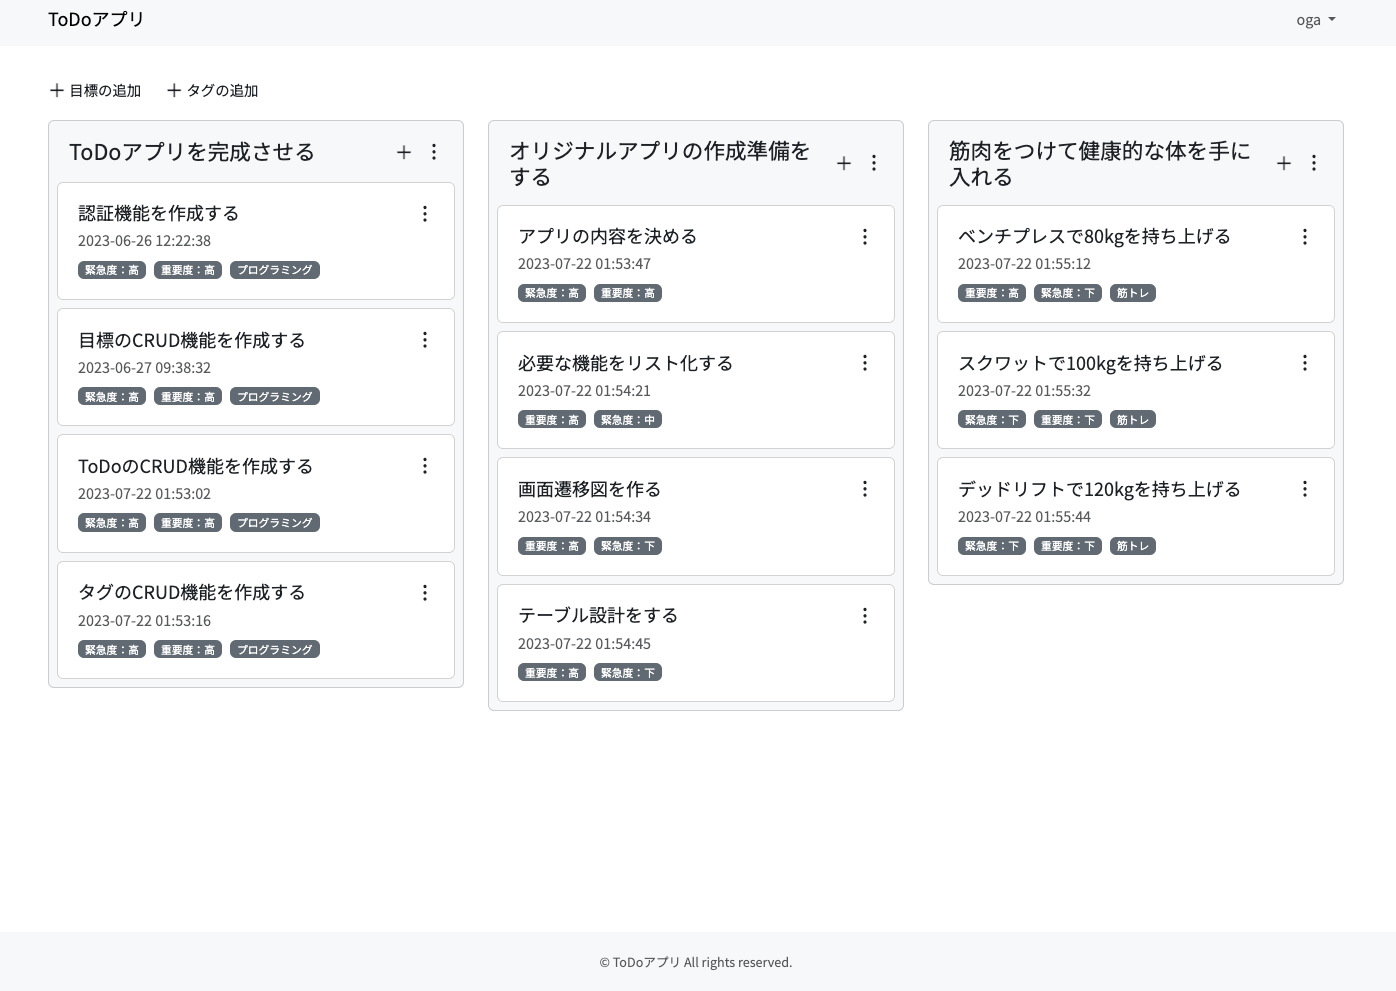 ToDoアプリ
oga
目標の追加
タグの追加
ToDoアプリを完成させる
認証機能を作成する
2023-06-26 12:22:38
緊急度：高 重要度：高 プログラミング
目標のCRUD機能を作成する
2023-06-27 09:38:32
緊急度：高 重要度：高 プログラミング
ToDoのCRUD機能を作成する
2023-07-22 01:53:02
緊急度：高 重要度：高 プログラミング
タグのCRUD機能を作成する
2023-07-22 01:53:16
緊急度：高 重要度：高 プログラミング
オリジナルアプリの作成準備を
する
アプリの内容を決める
2023-07-22 01:53:47
緊急度：高 重要度：高
必要な機能をリスト化する
2023-07-22 01:54:21
重要度：高 緊急度：中
画面遷移図を作る
2023-07-22 01:54:34
重要度：高 緊急度：下
テーブル設計をする
2023-07-22 01:54:45
重要度：高 緊急度：下
筋肉をつけて健康的な体を手に
入れる
ベンチプレスで80kgを持ち上げる
2023-07-22 01:55:12
重要度：高 緊急度：下 筋トレ
スクワットで100kgを持ち上げる
2023-07-22 01:55:32
緊急度：下 重要度：下 筋トレ
デッドリフトで120kgを持ち上げる
2023-07-22 01:55:44
緊急度：下 重要度：下 筋トレ
© ToDoアプリ All rights reserved.